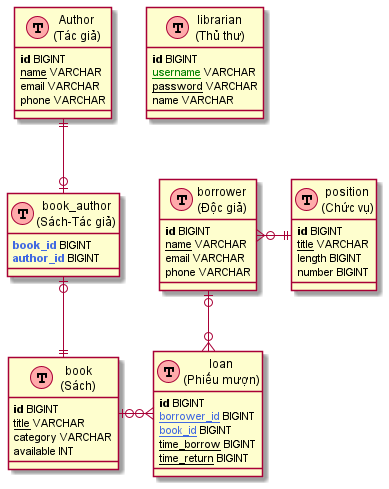 T Author
(Tác giả)
id BIGINT
name VARCHAR
email VARCHAR
phone VARCHAR
T librarian
(Thủ thư)
id BIGINT
username VARCHAR
password VARCHAR
name VARCHAR
T book_author
(Sách-Tác giả)
book_id BIGINT
author_id BIGINT
T borrower
(Độc giả)
id BIGINT
name VARCHAR
email VARCHAR
phone VARCHAR
T position
(Chức vụ)
id BIGINT
title VARCHAR
length BIGINT
number BIGINT
T book
(Sách)
id BIGINT
title VARCHAR
category VARCHAR
available INT
T loan
(Phiếu mượn)
id BIGINT
borrower_id BIGINT
book_id BIGINT
time_borrow BIGINT
time_return BIGINT